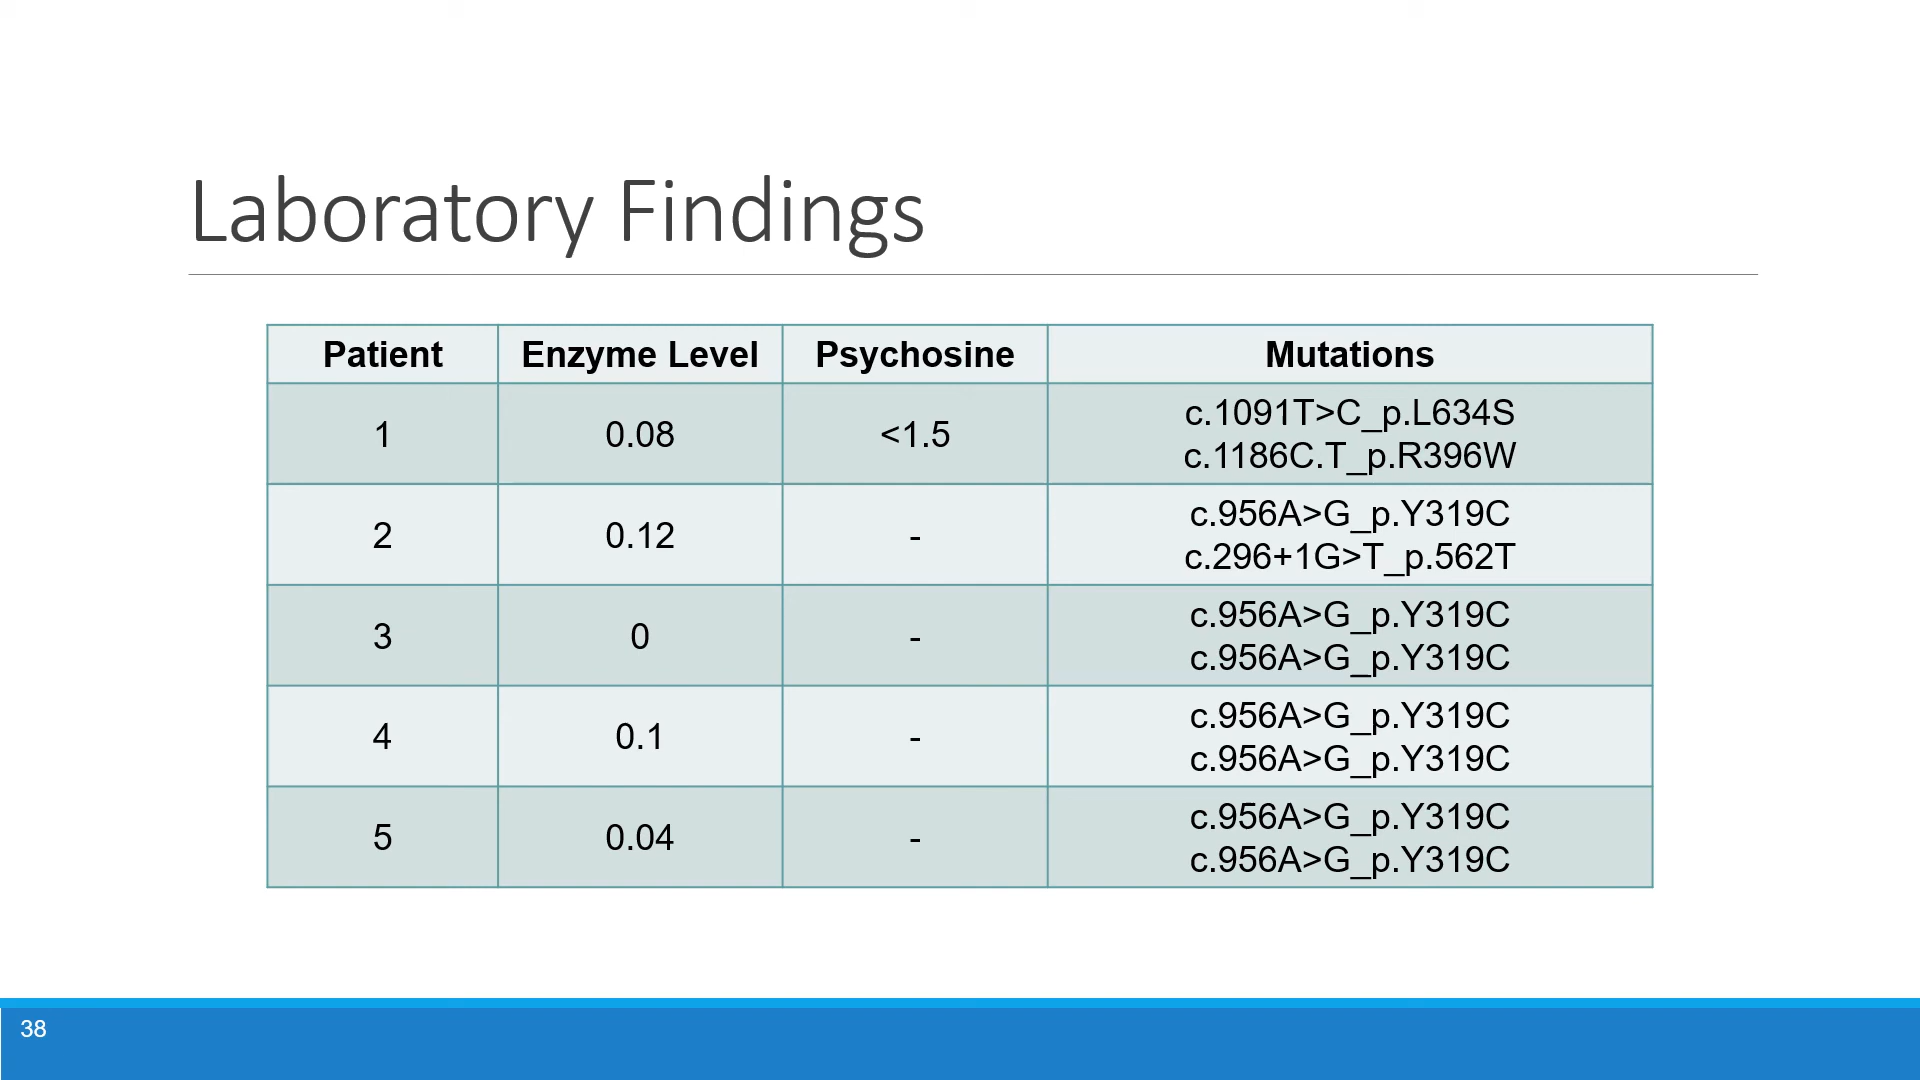 Laboratory Findings
Patient Enzyme Level Psychosine Mutations
1 0.08 <1.5 c.1091T>C_p.L634S
c.1186C.T_p.R396W
2 0.12 - c.956A>G_p.Y319C
c.296+1G>T_p.562T
3 0 - c.956A>G_p.Y319C
c.956A>G_p.Y319C
4 0.1 - c.956A>G_p.Y319C
c.956A>G_p.Y319C
5 0.04 - c.956A>G_p.Y319C
c.956A>G_p.Y319C
38